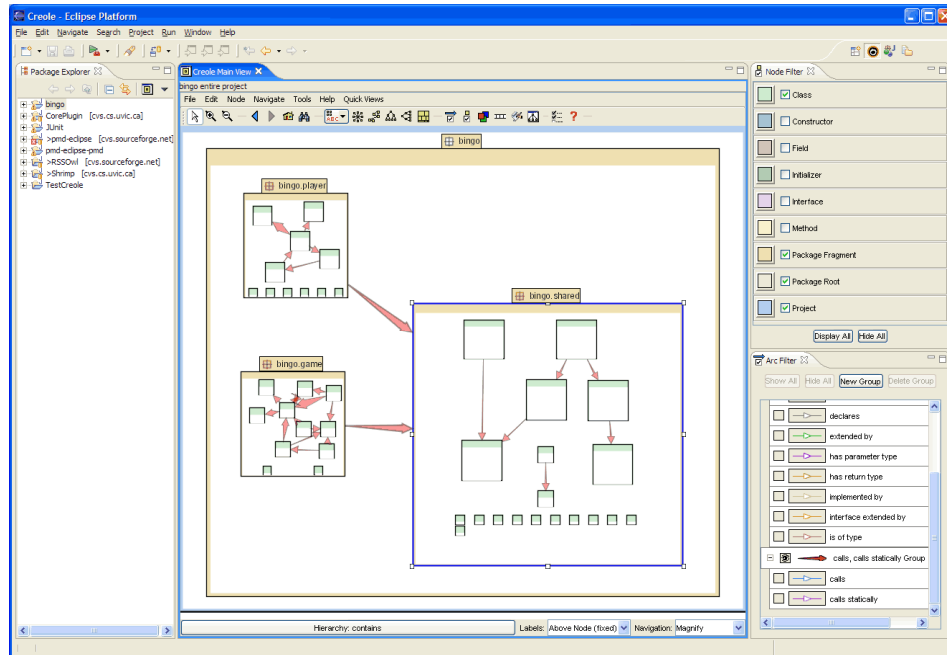 Creole - Eclipse Platform
File Edit Navigate Search Project Run Window Help
Package Explorer
bingo
CorePlugin [cvs.cs.uvic.ca]
JUnit
>pmd-eclipse [cvs.sourceforge.net]
pmd-eclipse-pmd
>RSSOwl [cvs.sourceforge.net]
>Shrimp [cvs.cs.uvic.ca]
TestCreole
Creole Main View
bingo entire project
File Edit Node Navigate Tools Help Quick Views
ABC
bingo
bingo.player
bingo.shared
bingo.game
Hierarchy: contains
Labels: Above Node (fixed) Navigation: Magnify
Node Filter
Class
Constructor
Field
Initializer
Interface
Method
Package Fragment
Package Root
Project
Display All Hide All
Arc Filter
Show All Hide All New Group Delete Group
declares
extended by
has parameter type
has return type
implemented by
interface extended by
is of type
calls, calls statically Group
calls
calls statically